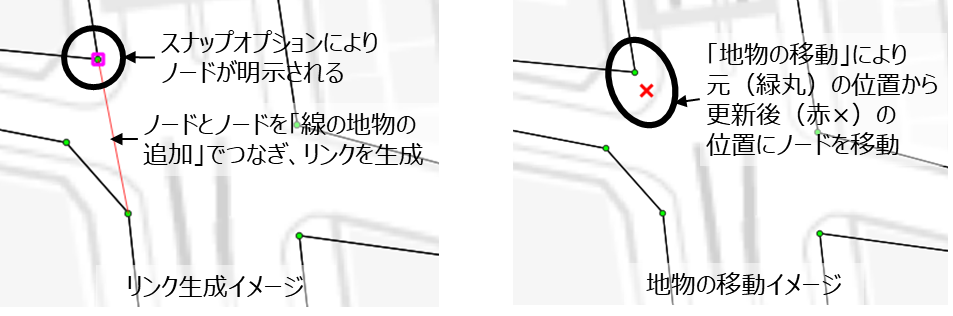 スナップオプションにより
ノードが明示される
ノードとノードを「線の地物の
追加」でつなぎ、リンクを生成
リンク生成イメージ
「地物の移動」により
元（緑丸）の位置から
更新後（赤×）の
位置にノードを移動
地物の移動イメージ